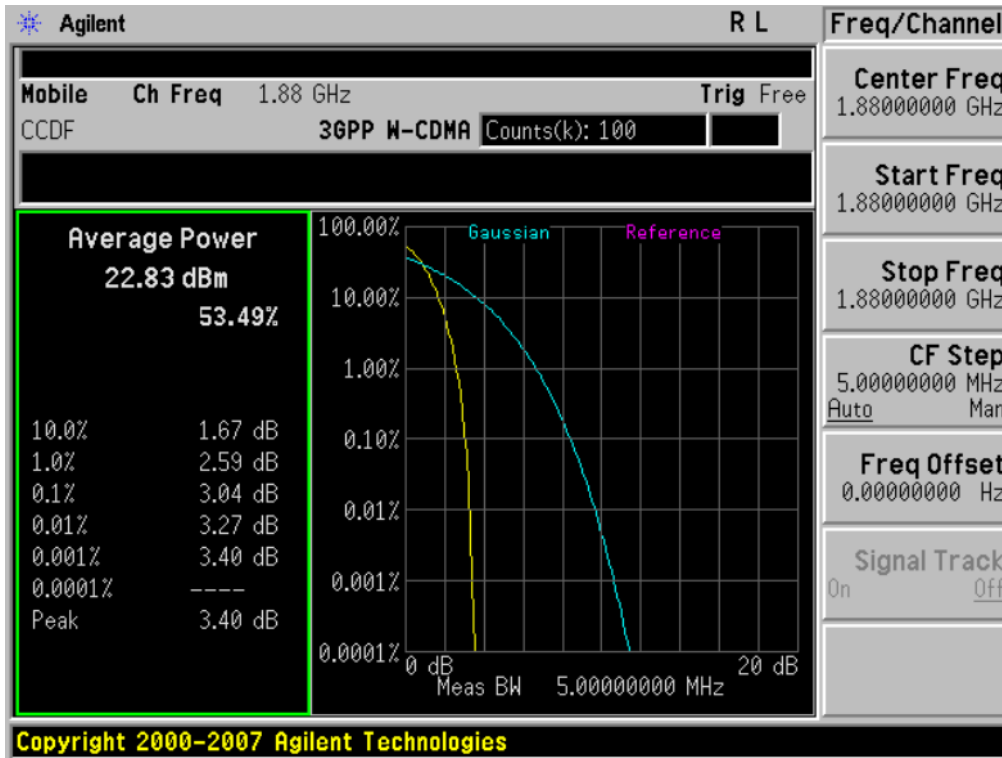 Agilent R L Freq/Channel
Mobile Ch Freq 1.88 GHz Trig Free
CCDF 3GPP W-CDMA Counts(k): 100
Average Power
22.83 dBm
53.49%
10.0% 1.67 dB
1.0% 2.59 dB
0.1% 3.04 dB
0.01% 3.27 dB
0.001% 3.40 dB
0.0001% ----
Peak 3.40 dB
Gaussian Reference
100.00%
10.00%
1.00%
0.10%
0.01%
0.001%
0.0001%
0 dB 20 dB
Meas BW 5.00000000 MHz
Center Freq
1.88000000 GHz
Start Freq
1.88000000 GHz
Stop Freq
1.88000000 GHz
CF Step
5.00000000 MHz
Auto Man
Freq Offset
0.00000000 Hz
Signal Track
On Off
Copyright 2000-2007 Agilent Technologies